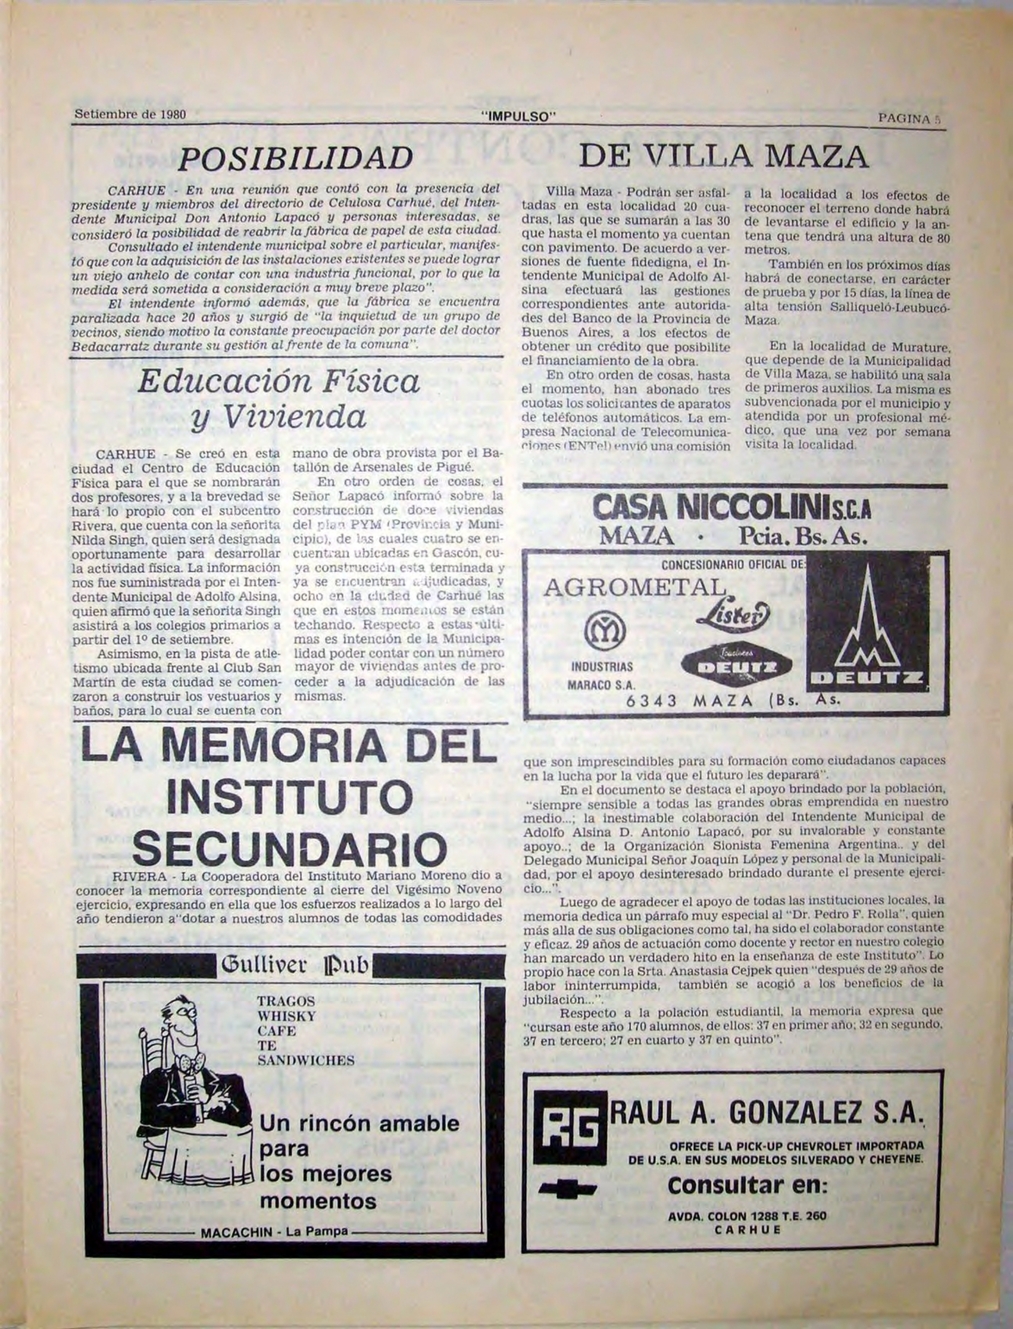 Setiembre de 1980
"IMPULSO"
PAGINA 5
POSIBILIDAD
CARHUE - En una reunión que contó con la presencia del
presidente y miembros del directorio de Celulosa Carhué, del Inten-
dente Municipal Don Antonio Lapacó y personas interesadas, se
consideró la posibilidad de reabrir la fábrica de papel de esta ciudad.
Consultado el intendente municipal sobre el particular, manifes-
tó que con la adquisición de las instalaciones existentes se puede lograr
un viejo anhelo de contar con una industria funcional, por lo que la
medida será sometida a consideración a muy breve plazo".
El intendente informó además, que la fábrica se encuentra
paralizada hace 20 años y surgió de "la inquietud de un grupo de
vecinos, siendo motivo la constante preocupación por parte del doctor
Bedacarratz durante su gestión al frente de la comuna".
Educación Física
y Vivienda
CARHUE - Se creó en esta
ciudad el Centro de Educación
Física para el que se nombrarán
dos profesores, y a la brevedad se
hará lo propio con el subcentro
Rivera, que cuenta con la señorita
Nilda Singh, quien será designada
oportunamente para desarrollar
la actividad física. La información
nos fue suministrada por el Inten-
dente Municipal de Adolfo Alsina,
quien afirmó que la señorita Singh
asistirá a los colegios primarios a
partir del 1º de setiembre.
Asimismo, en la pista de atle-
tismo ubicada frente al Club San
Martín de esta ciudad se comen-
zaron a construir los vestuarios y
baños, para lo cual se cuenta con
mano de obra provista por el Ba-
tallón de Arsenales de Pigué.
En otro orden de cosas, el
Señor Lapacó informó sobre la
construcción de doce viviendas
del plan PYM (Provincia y Muni-
cipio), de las cuales cuatro se en-
cuentran ubicadas en Gascón, cu-
ya construcción esta terminada y
ya se encuentran adjudicadas, y
ocho en la ciudad de Carhué las
que en estos momentos se están
techando. Respecto a estas últi-
mas es intención de la Municipa-
lidad poder contar con un número
mayor de viviendas antes de pro-
ceder a la adjudicación de las
mismas.
DE VILLA MAZA
Villa Maza - Podrán ser asfal-
tadas en esta localidad 20 cua-
dras, las que se sumarán a las 30
que hasta el momento ya cuentan
con pavimento. De acuerdo a ver-
siones de fuente fidedigna, el In-
tendente Municipal de Adolfo Al-
sina efectuará las gestiones
correspondientes ante autorida-
des del Banco de la Provincia de
Buenos Aires, a los efectos de
obtener un crédito que posibilite
el financiamiento de la obra.
En otro orden de cosas, hasta
el momento, han abonado tres
cuotas los solicitantes de aparatos
de teléfonos automáticos. La em-
presa Nacional de Telecomunica-
ciones (ENTel) envió una comisión
a la localidad a los efectos de
reconocer el terreno donde habrá
de levantarse el edificio y la an-
tena que tendrá una altura de 80
metros.
También en los próximos días
habrá de conectarse, en carácter
de prueba y por 15 días, la línea de
alta tensión Salliqueló-Leubucó-
Maza.
En la localidad de Murature,
que depende de la Municipalidad
de Villa Maza, se habilitó una sala
de primeros auxilios. La misma es
subvencionada por el municipio y
atendida por un profesional mé-
dico, que una vez por semana
visita la localidad.
CASA NICCOLINI S.C.A
MAZA · Pcia. Bs. As.
CONCESIONARIO OFICIAL DE:
AGROMETAL
Lister
INDUSTRIAS
MARACO S.A.
DEUTZ
DEUTZ
6343 MAZA (Bs. As.
LA MEMORIA DEL
INSTITUTO
SECUNDARIO
RIVERA - La Cooperadora del Instituto Mariano Moreno dio a
conocer la memoria correspondiente al cierre del Vigésimo Noveno
ejercicio, expresando en ella que los esfuerzos realizados a lo largo del
año tendieron a "dotar a nuestros alumnos de todas las comodidades
que son imprescindibles para su formación como ciudadanos capaces
en la lucha por la vida que el futuro les deparará".
En el documento se destaca el apoyo brindado por la población,
"siempre sensible a todas las grandes obras emprendida en nuestro
medio...; la inestimable colaboración del Intendente Municipal de
Adolfo Alsina D. Antonio Lapacó, por su invalorable y constante
apoyo..; de la Organización Sionista Femenina Argentina.. y del
Delegado Municipal Señor Joaquín López y personal de la Municipali-
dad, por el apoyo desinteresado brindado durante el presente ejerci-
cio...".
Luego de agradecer el apoyo de todas las instituciones locales, la
memoria dedica un párrafo muy especial al "Dr. Pedro F. Rolla", quien
más alla de sus obligaciones como tal, ha sido el colaborador constante
y eficaz. 29 años de actuación como docente y rector en nuestro colegio
han marcado un verdadero hito en la enseñanza de este Instituto". Lo
propio hace con la Srta. Anastasia Cejpek quien "después de 29 años de
labor ininterrumpida, también se acogió a los beneficios de la
jubilación...".
Respecto a la polación estudiantil, la memoria expresa que
"cursan este año 170 alumnos, de ellos: 37 en primer año; 32 en segundo,
37 en tercero; 27 en cuarto y 37 en quinto".
Gulliver Pub
TRAGOS
WHISKY
CAFE
TE
SANDWICHES
Un rincón amable
para
los mejores
momentos
MACACHIN - La Pampa
RG
RAUL A. GONZALEZ S.A.
OFRECE LA PICK-UP CHEVROLET IMPORTADA
DE U.S.A. EN SUS MODELOS SILVERADO Y CHEYENE.
Consultar en:
AVDA. COLON 1288 T.E. 260
CARHUE